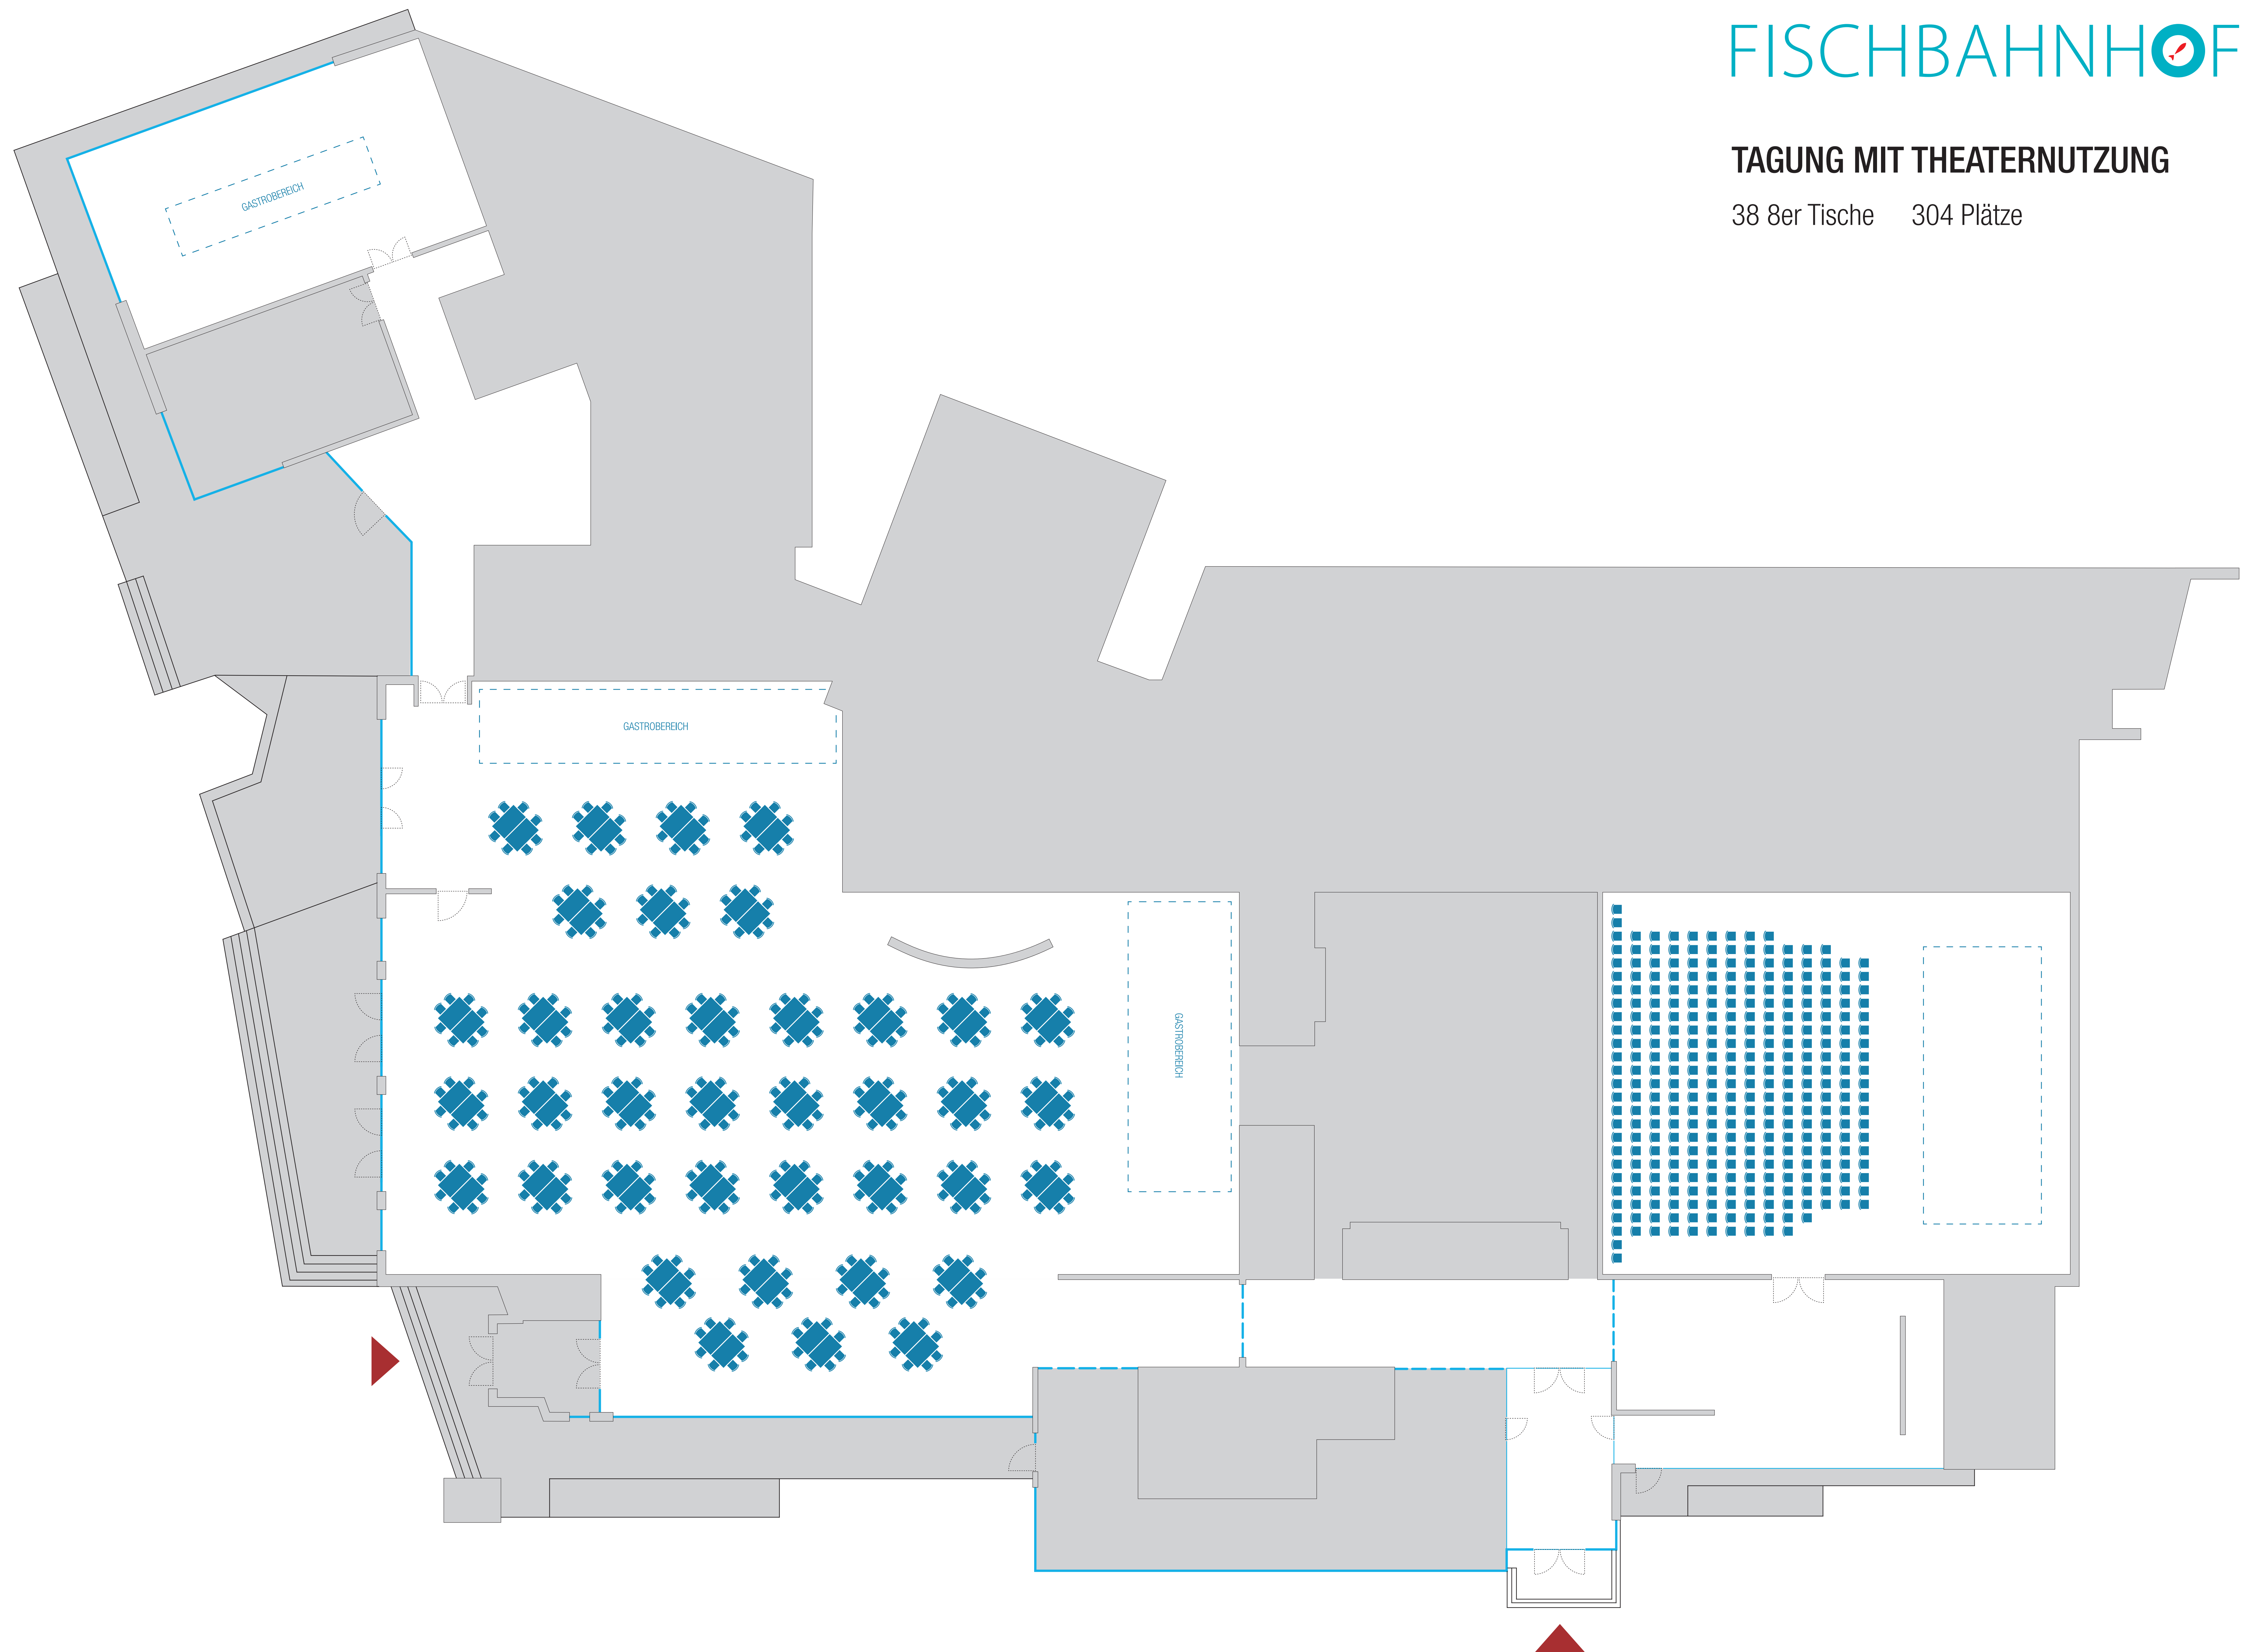 FISCHBAHNHOF
TAGUNG MIT THEATERNUTZUNG
38 8er Tische 304 Plätze
GASTROBEREICH
GASTROBEREICH
GASTROBEREICH